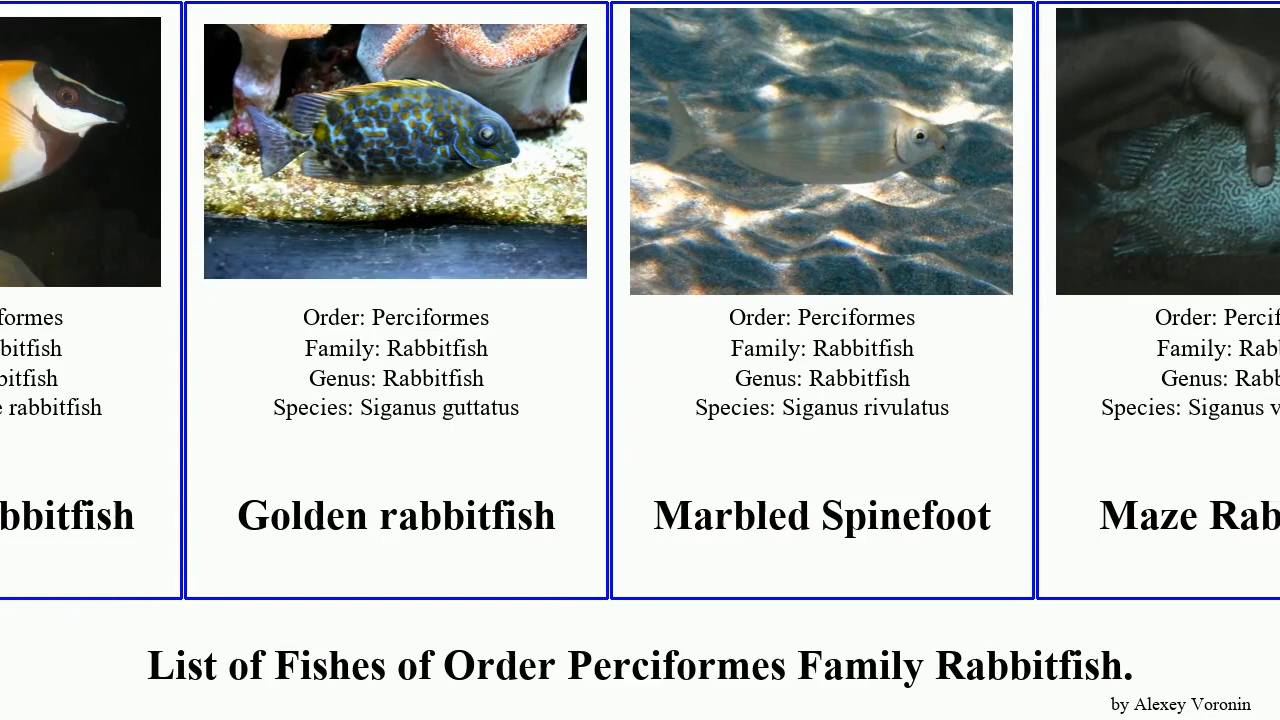 formes
bitfish
bitfish
e rabbitfish
bbitfish
Order: Perciformes
Family: Rabbitfish
Genus: Rabbitfish
Species: Siganus guttatus
Golden rabbitfish
Order: Perciformes
Family: Rabbitfish
Genus: Rabbitfish
Species: Siganus rivulatus
Marbled Spinefoot
Order: Percif
Family: Rab
Genus: Rabb
Species: Siganus v
Maze Rab
List of Fishes of Order Perciformes Family Rabbitfish.
by Alexey Voronin